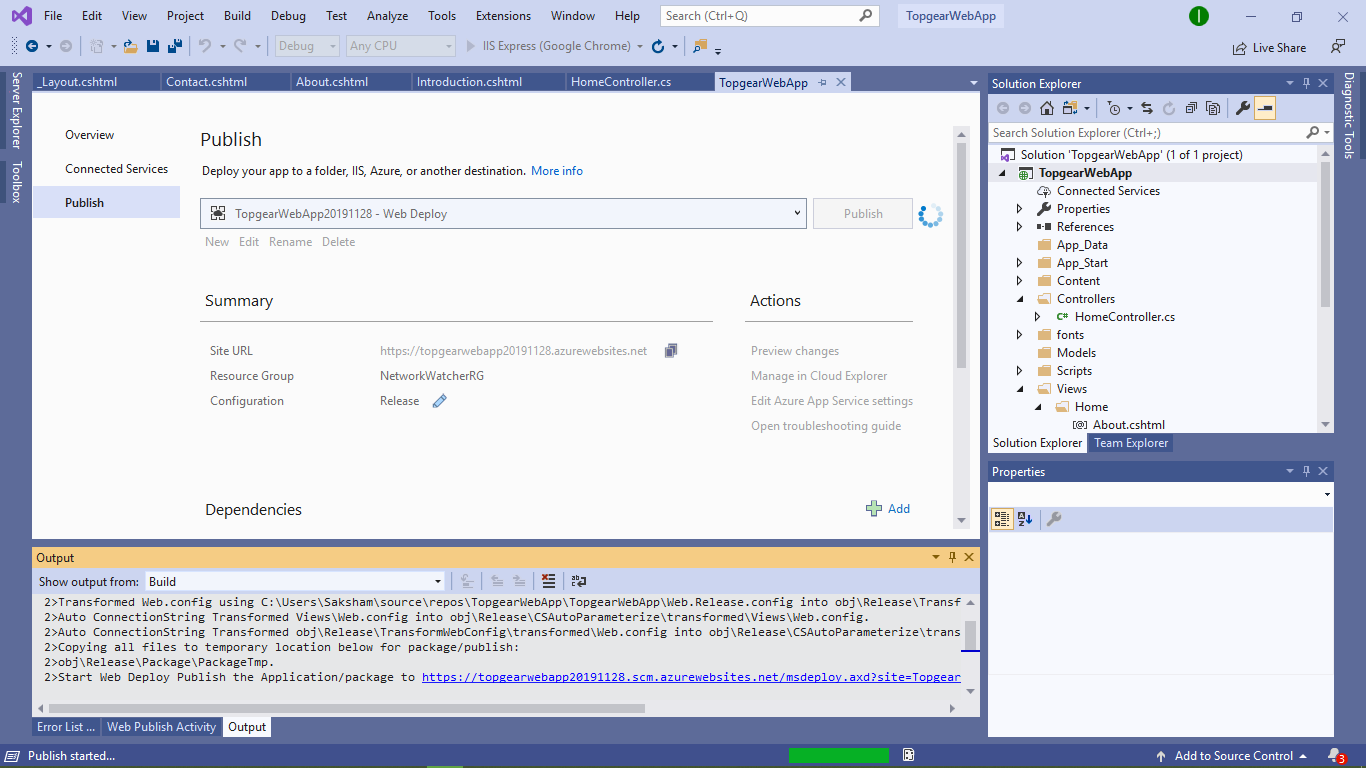 File Edit View Project Build Debug Test Analyze Tools Extensions Window Help Search (Ctrl+Q) TopgearWebApp
Debug Any CPU IIS Express (Google Chrome) Live Share
Server Explorer
Toolbox
_Layout.cshtml Contact.cshtml About.cshtml Introduction.cshtml HomeController.cs TopgearWebApp
Overview
Connected Services
Publish
Publish
Deploy your app to a folder, IIS, Azure, or another destination. More info
TopgearWebApp20191128 - Web Deploy Publish
New Edit Rename Delete
Summary
Site URL https://topgearwebapp20191128.azurewebsites.net
Resource Group NetworkWatcherRG
Configuration Release
Actions
Preview changes
Manage in Cloud Explorer
Edit Azure App Service settings
Open troubleshooting guide
Dependencies Add
Output
Show output from: Build
2>Transformed Web.config using C:\Users\Saksham\source\repos\TopgearWebApp\TopgearWebApp\Web.Release.config into obj\Release\Transf
2>Auto ConnectionString Transformed Views\Web.config into obj\Release\CSAutoParameterize\transformed\Views\Web.config.
2>Auto ConnectionString Transformed obj\Release\TransformWebConfig\transformed\Web.config into obj\Release\CSAutoParameterize\trans
2>Copying all files to temporary location below for package/publish:
2>obj\Release\Package\PackageTmp.
2>Start Web Deploy Publish the Application/package to https://topgearwebapp20191128.scm.azurewebsites.net/msdeploy.axd?site=Topgear
Error List ... Web Publish Activity Output
Solution Explorer
Search Solution Explorer (Ctrl+;)
Solution 'TopgearWebApp' (1 of 1 project)
TopgearWebApp
Connected Services
Properties
References
App_Data
App_Start
Content
Controllers
C# HomeController.cs
fonts
Models
Scripts
Views
Home
[@] About.cshtml
Solution Explorer Team Explorer
Properties
Diagnostic Tools
Publish started... Add to Source Control 3